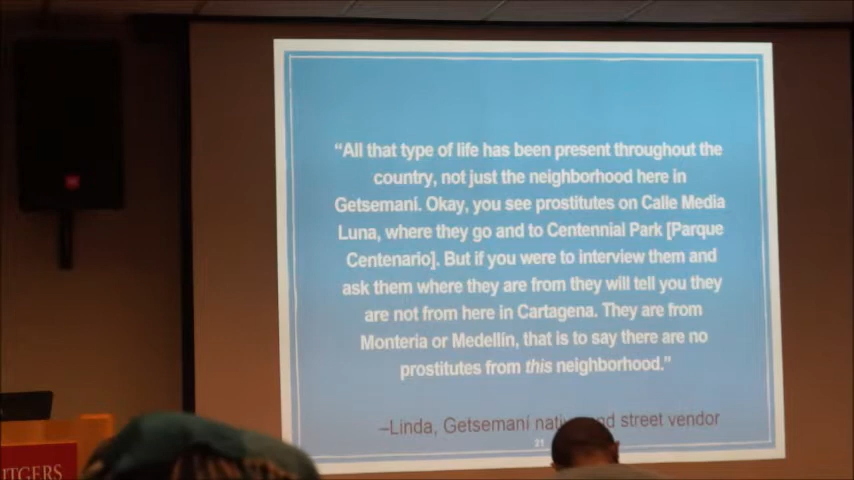 “All that type of life has been present throughout the
country, not just the neighborhood here in
Getsemaní. Okay, you see prostitutes on Calle Media
Luna, where they go and to Centennial Park [Parque
Centenario]. But if you were to interview them and
ask them where they are from they will tell you they
are not from here in Cartagena. They are from
Monteria or Medellín, that is to say there are no
prostitutes from this neighborhood.”
–Linda, Getsemaní street vendor
21